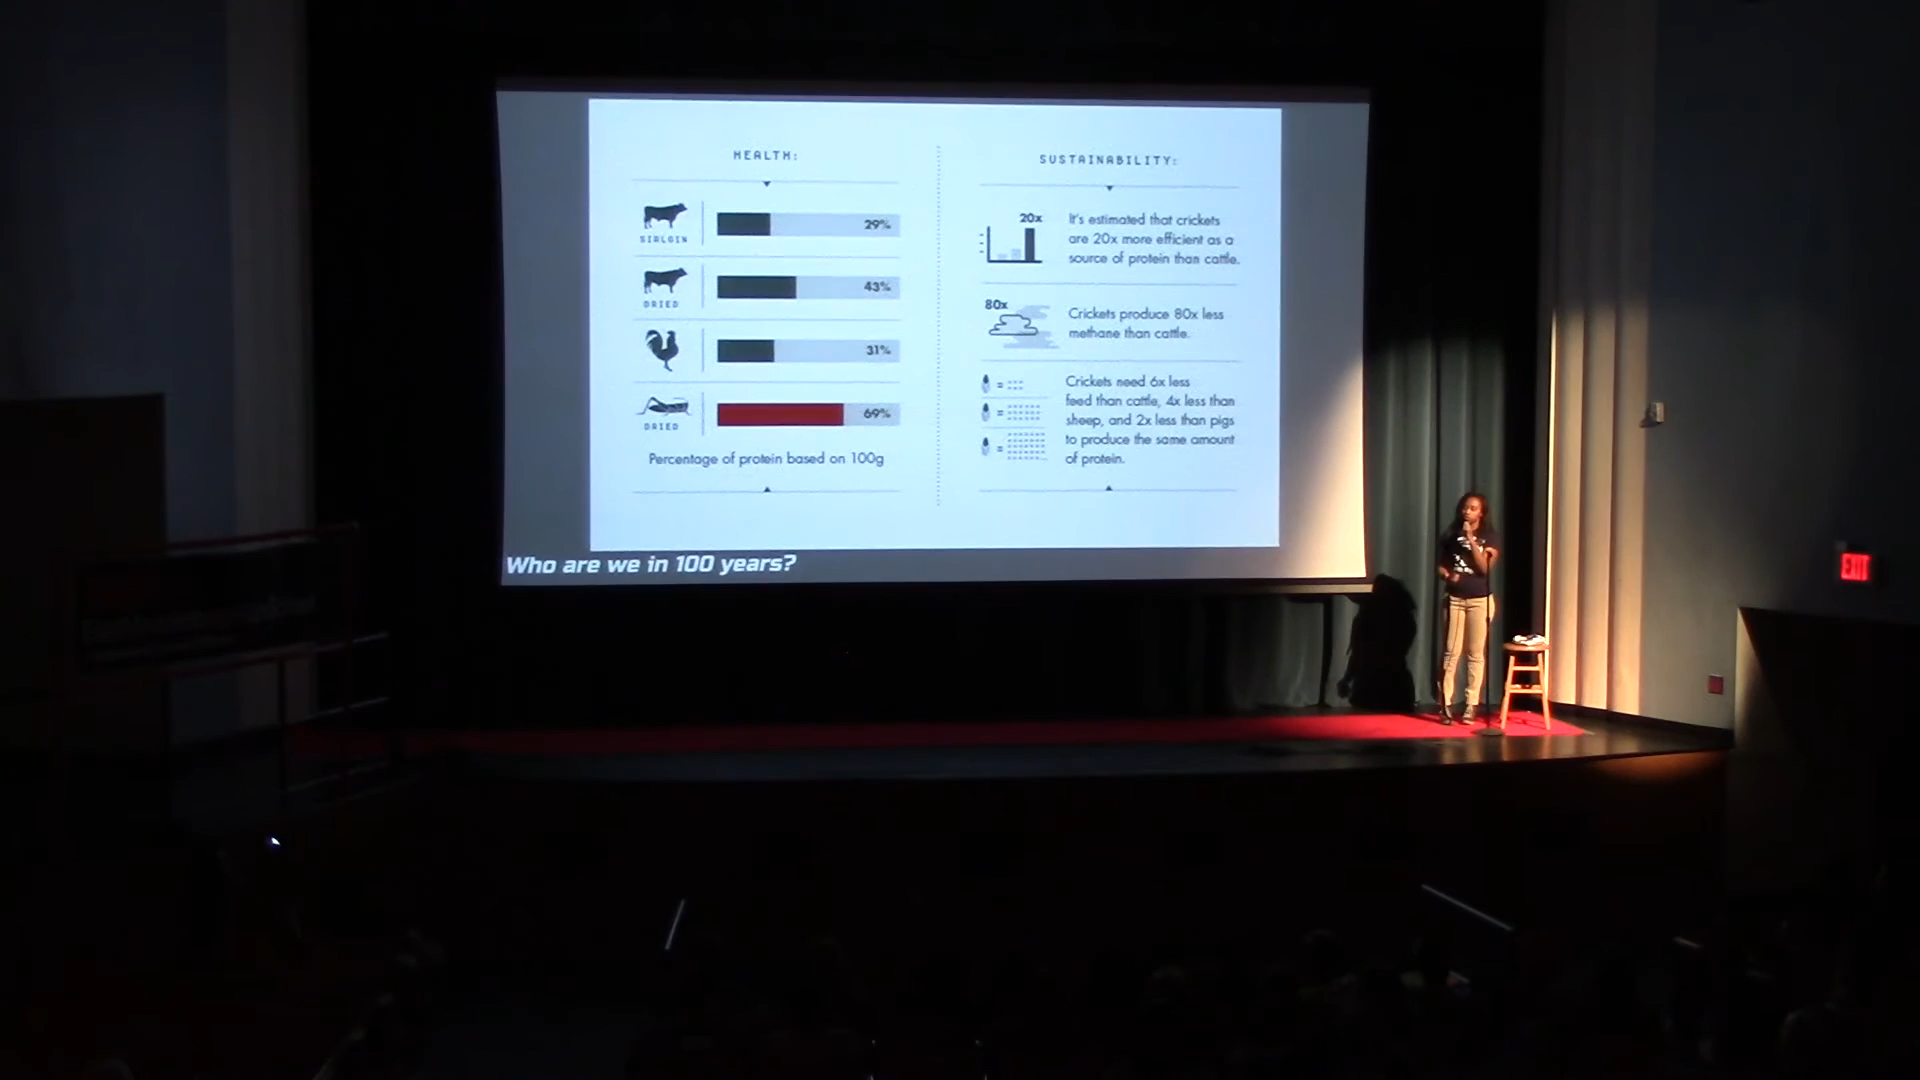 HEALTH:
SIRLOIN
29%
DRIED
43%
31%
DRIED
69%
Percentage of protein based on 100g
SUSTAINABILITY:
20x
It's estimated that crickets
are 20x more efficient as a
source of protein than cattle.
80x
Crickets produce 80x less
methane than cattle.
Crickets need 6x less
feed than cattle, 4x less than
sheep, and 2x less than pigs
to produce the same amount
of protein.
Who are we in 100 years?
EXIT